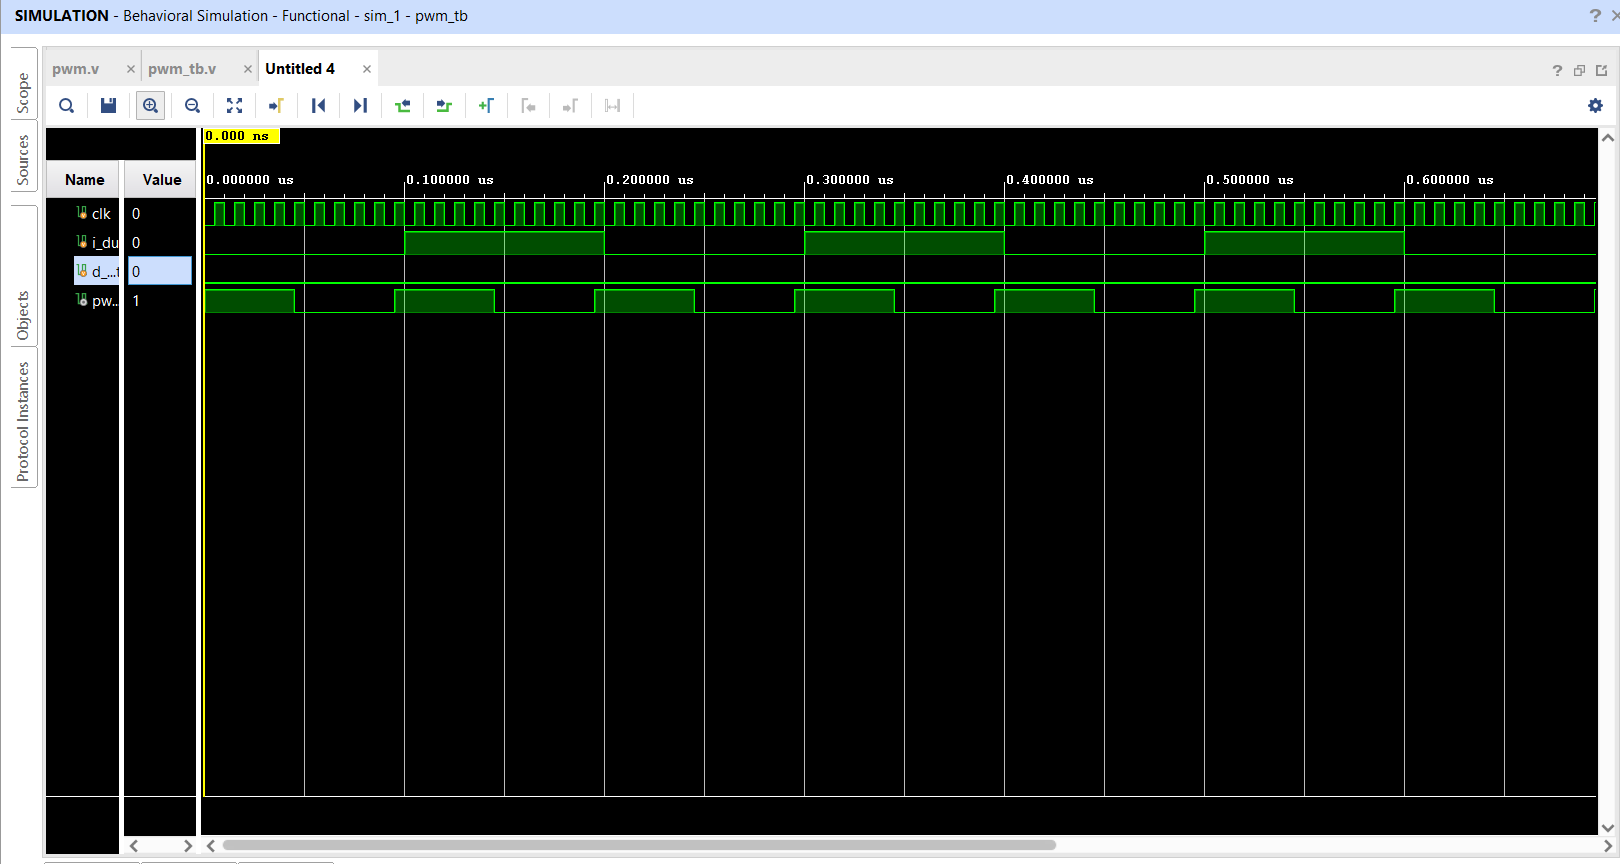 SIMULATION - Behavioral Simulation - Functional - sim_1 - pwm_tb
Scope
Sources
Objects
Protocol Instances
pwm.v
pwm_tb.v
Untitled 4
0.000 ns
Name
Value
0.000000 us
0.100000 us
0.200000 us
0.300000 us
0.400000 us
0.500000 us
0.600000 us
clk 0
i_du 0
d_...t 0
pw... 1